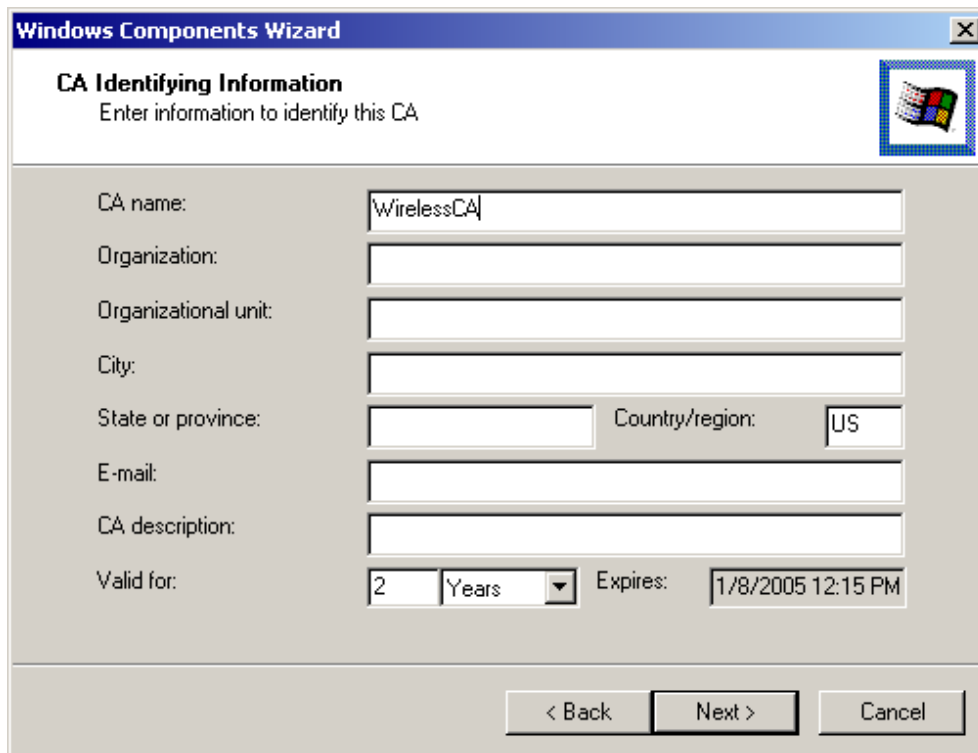 Windows Components Wizard
CA Identifying Information
Enter information to identify this CA
CA name: WirelessCA
Organization:
Organizational unit:
City:
State or province: Country/region: US
E-mail:
CA description:
Valid for: 2 Years Expires: 1/8/2005 12:15 PM
< Back Next > Cancel